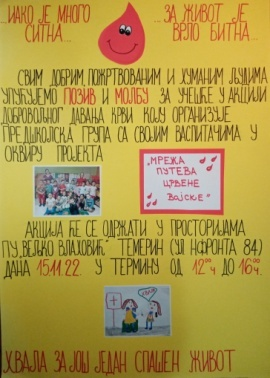 ...ИАКО ЈЕ МНОГО
СИТНА...
...ЗА ЖИВОТ ЈЕ
ВРЛО БИТНА...
СВИМ ДОБРИМ, ПОЖРТВОВАНИМ И ХУМАНИМ ЉУДИМА
УПУЋУЈЕМО ПОЗИВ И МОЛБУ ЗА УЧЕШЋЕ У АКЦИЈИ
ДОБРОВОЉНОГ ДАВАЊА КРВИ КОЈУ ОРГАНИЗУЈЕ
ПРЕДШКОЛСКА ГРУПА СА СВОЈИМ ВАСПИТАЧИМА У
ОКВИРУ ПРОЈЕКТА
„МРЕЖА
ПУТЕВА
ЦРВЕНЕ
ВОЈСКЕ"
АКЦИЈА ЋЕ СЕ ОДРЖАТИ У ПРОСТОРИЈАМА
ПУ„ВЕЉКО ВЛАХОВИЋ" ТЕМЕРИН (УЛ НФРОНТА 84)
ДАНА 15.11.22. У ТЕРМИНУ ОД 12ºº Ч ДО 16ºº Ч.
ХВАЛА ЗА ЈОШ ЈЕДАН СПАШЕН ЖИВОТ